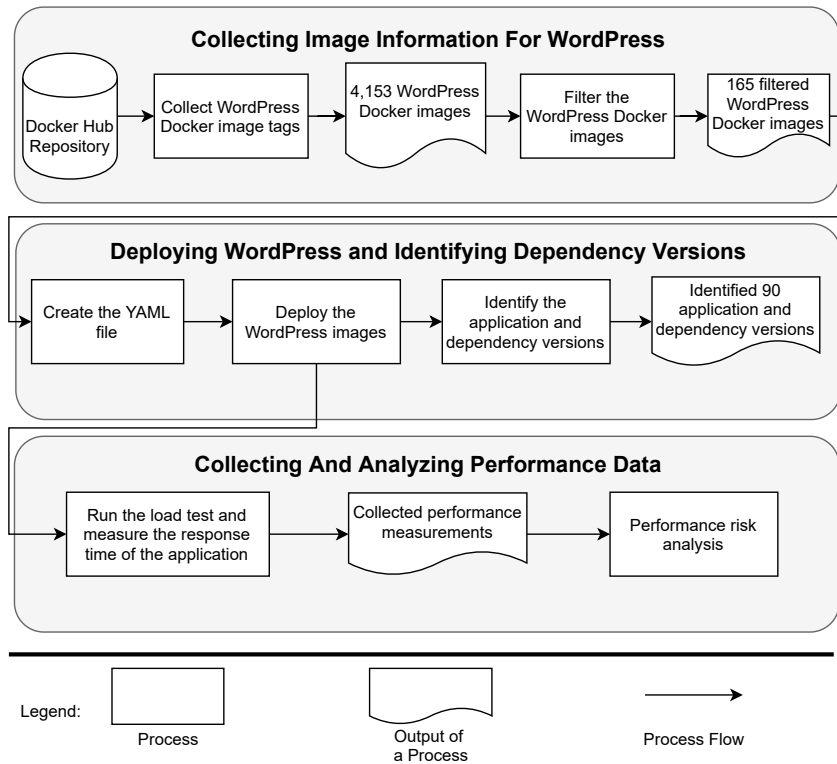 Collecting Image Information For WordPress
Docker Hub
Repository
Collect WordPress
Docker image tags
4,153 WordPress
Docker images
Filter the
WordPress Docker
images
165 filtered
WordPress
Docker images
Deploying WordPress and Identifying Dependency Versions
Create the YAML
file
Deploy the
WordPress images
Identify the
application and
dependency versions
Identified 90
application and
dependency versions
Collecting And Analyzing Performance Data
Run the load test and
measure the response
time of the application
Collected performance
measurements
Performance risk
analysis
Legend:
Process
Output of
a Process
Process Flow